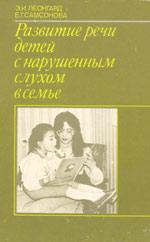 Э.И. ЛЕОНГАРД
Е.Г. САМСОНОВА
Развитие речи
детей
с нарушенным
слухом
в семье